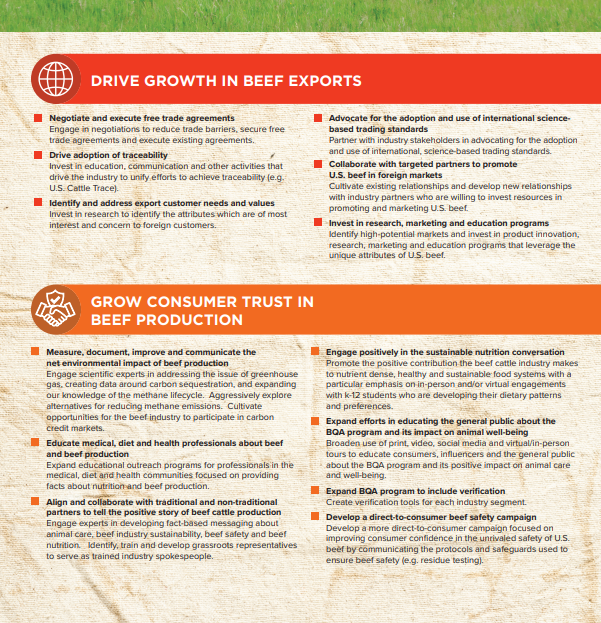 DRIVE GROWTH IN BEEF EXPORTS
Negotiate and execute free trade agreements
Engage in negotiations to reduce trade barriers, secure free
trade agreements and execute existing agreements.
Drive adoption of traceability
Invest in education, communication and other activities that
drive the industry to unify efforts to achieve traceability (e.g.
U.S. Cattle Trace).
Identify and address export customer needs and values
Invest in research to identify the attributes which are of most
interest and concern to foreign customers.
Advocate for the adoption and use of international science-
based trading standards
Partner with industry stakeholders in advocating for the adoption
and use of international, science-based trading standards.
Collaborate with targeted partners to promote
U.S. beef in foreign markets
Cultivate existing relationships and develop new relationships
with industry partners who are willing to invest resources in
promoting and marketing U.S. beef.
Invest in research, marketing and education programs
Identify high-potential markets and invest in product innovation,
research, marketing and education programs that leverage the
unique attributes of U.S. beef.
GROW CONSUMER TRUST IN
BEEF PRODUCTION
Measure, document, improve and communicate the
net environmental impact of beef production
Engage scientific experts in addressing the issue of greenhouse
gas, creating data around carbon sequestration, and expanding
our knowledge of the methane lifecycle. Aggressively explore
alternatives for reducing methane emissions. Cultivate
opportunities for the beef industry to participate in carbon
credit markets.
Educate medical, diet and health professionals about beef
and beef production
Expand educational outreach programs for professionals in the
medical, diet and health communities focused on providing
facts about nutrition and beef production.
Align and collaborate with traditional and non-traditional
partners to tell the positive story of beef cattle production
Engage experts in developing fact-based messaging about
animal care, beef industry sustainability, beef safety and beef
nutrition. Identify, train and develop grassroots representatives
to serve as trained industry spokespeople.
Engage positively in the sustainable nutrition conversation
Promote the positive contribution the beef cattle industry makes
to nutrient dense, healthy and sustainable food systems with a
particular emphasis on in-person and/or virtual engagements
with k-12 students who are developing their dietary patterns
and preferences.
Expand efforts in educating the general public about the
BQA program and its impact on animal well-being
Broaden use of print, video, social media and virtual/in-person
tours to educate consumers, influencers and the general public
about the BQA program and its positive impact on animal care
and well-being.
Expand BQA program to include verification
Create verification tools for each industry segment.
Develop a direct-to-consumer beef safety campaign
Develop a more direct-to-consumer campaign focused on
improving consumer confidence in the unrivaled safety of U.S.
beef by communicating the protocols and safeguards used to
ensure beef safety (e.g. residue testing).